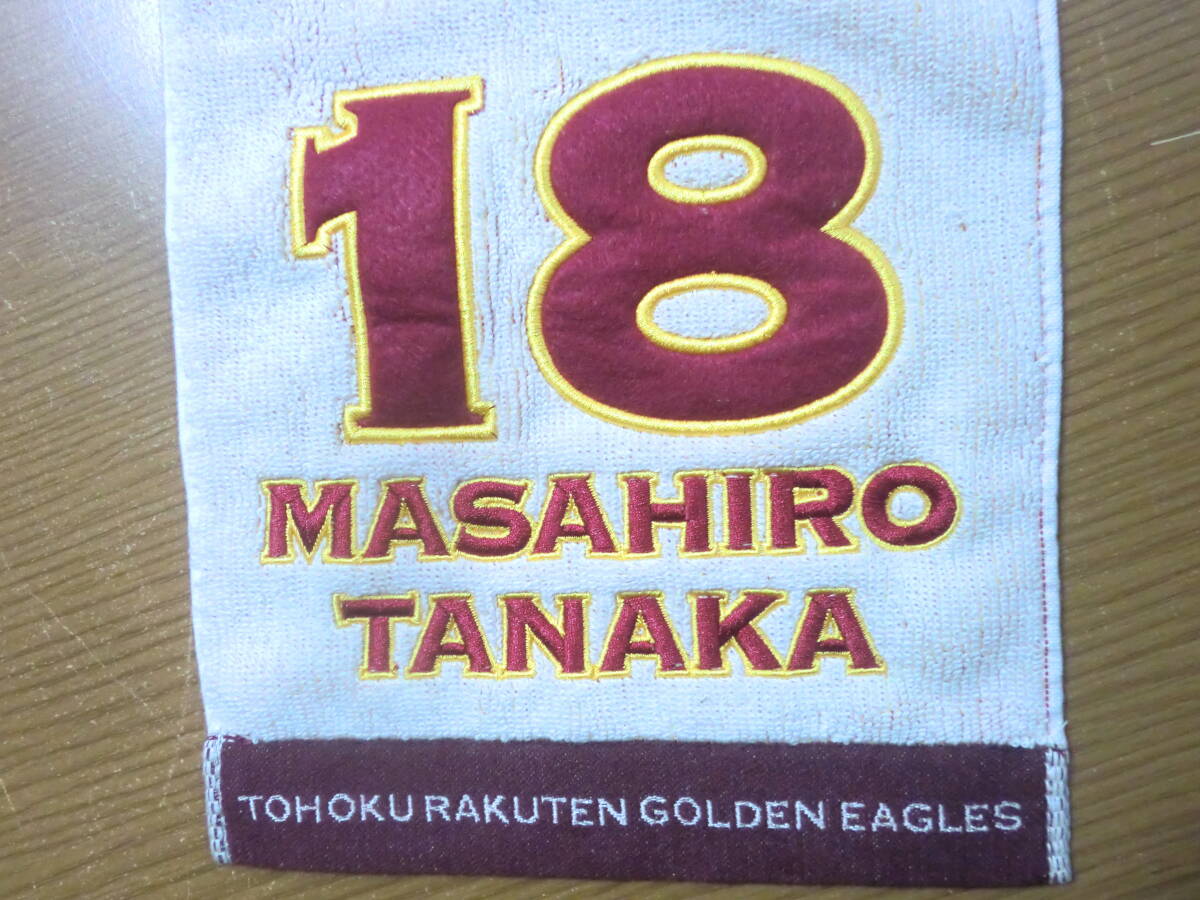 18
MASAHIRO
TANAKA
TOHOKU RAKUTEN GOLDEN EAGLES